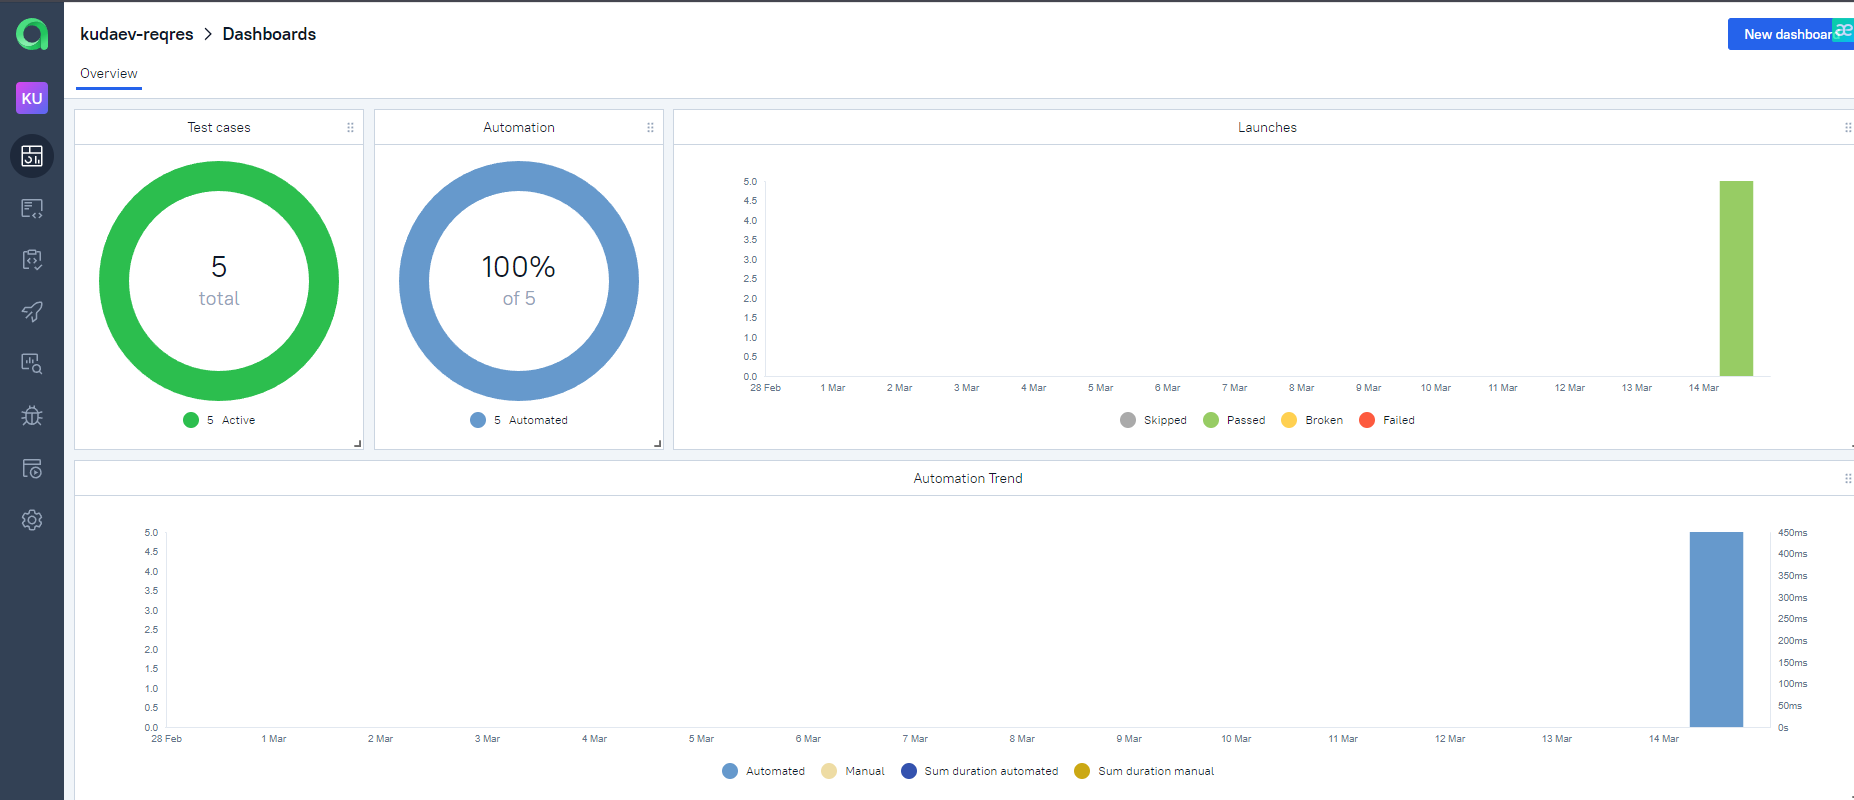 kudaev-reqres > Dashboards
New dashboar
æ
Overview
KU
Test cases
5
total
5 Active
Automation
100%
of 5
5 Automated
Launches
5.0
4.5
4.0
3.5
3.0
2.5
2.0
1.5
1.0
0.5
0.0
28 Feb 1 Mar 2 Mar 3 Mar 4 Mar 5 Mar 6 Mar 7 Mar 8 Mar 9 Mar 10 Mar 11 Mar 12 Mar 13 Mar 14 Mar
Skipped Passed Broken Failed
Automation Trend
5.0
4.5
4.0
3.5
3.0
2.5
2.0
1.5
1.0
0.5
0.0
450ms
400ms
350ms
300ms
250ms
200ms
150ms
100ms
50ms
0s
28 Feb 1 Mar 2 Mar 3 Mar 4 Mar 5 Mar 6 Mar 7 Mar 8 Mar 9 Mar 10 Mar 11 Mar 12 Mar 13 Mar 14 Mar
Automated Manual Sum duration automated Sum duration manual